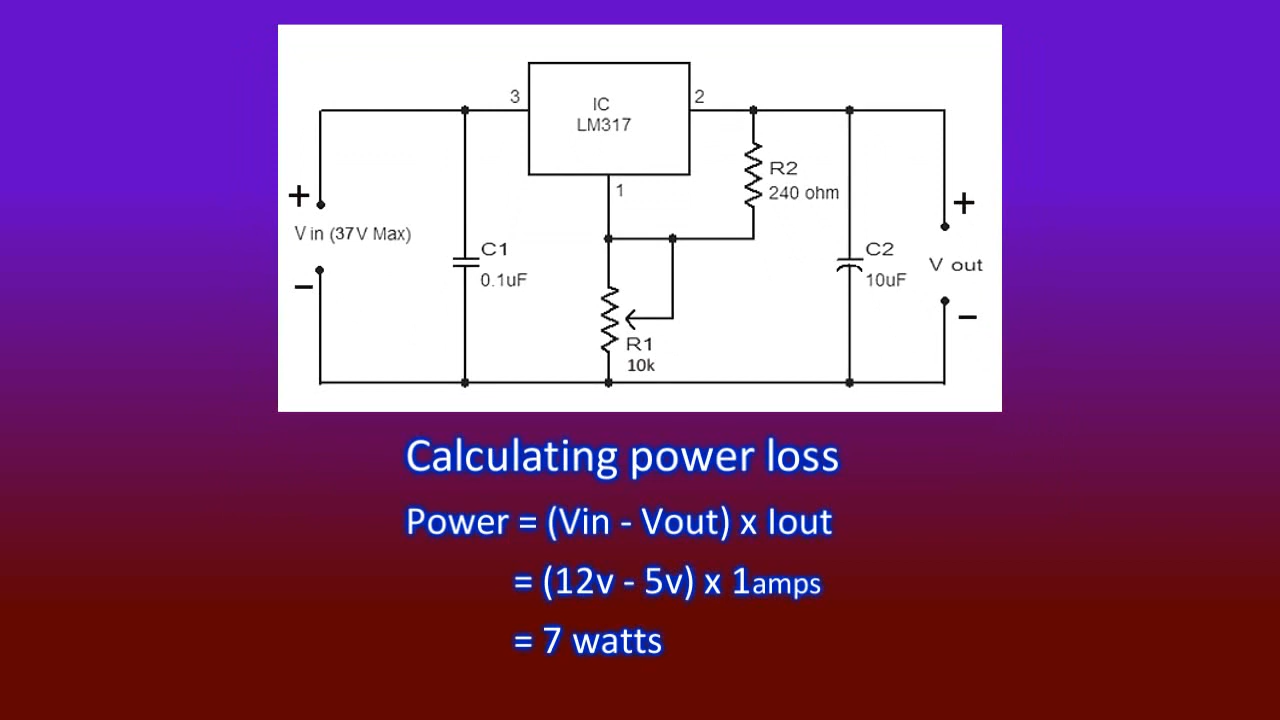 3
IC
LM317
2
1
R2
240 ohm
+
V in (37V Max)
−
C1
0.1uF
R1
10k
C2
10uF
+
V out
−
Calculating power loss
Power = (Vin - Vout) x Iout
= (12v - 5v) x 1amps
= 7 watts